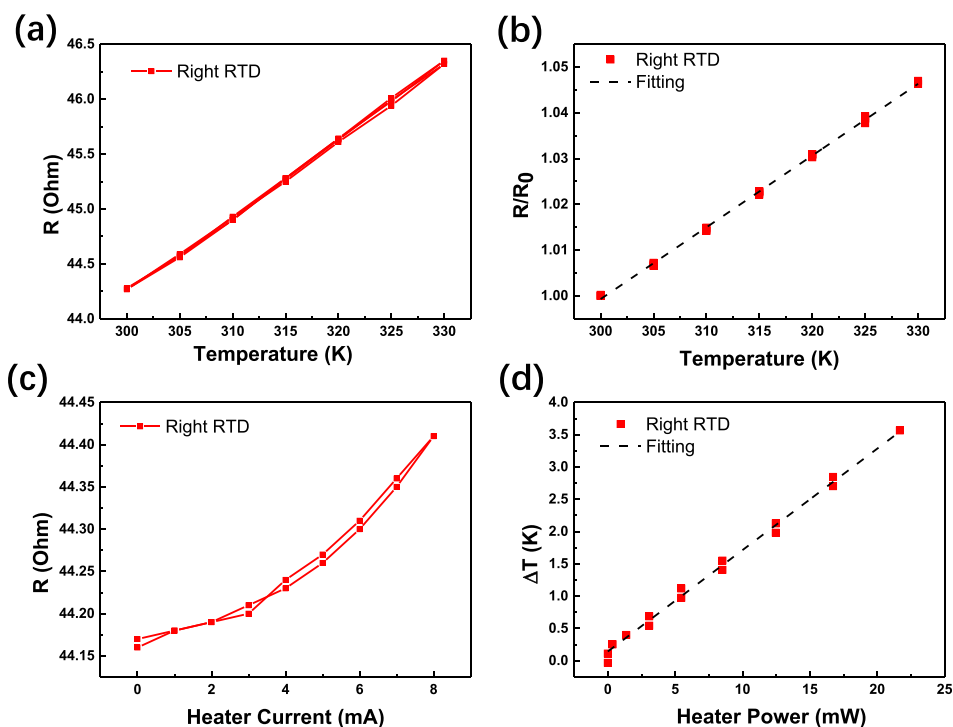 (a)
46.5
46.0
45.5
45.0
44.5
44.0
R (Ohm)
Right RTD
300 305 310 315 320 325 330
Temperature (K)
(b)
1.05
1.04
1.03
1.02
1.01
1.00
R/R0
Right RTD
Fitting
300 305 310 315 320 325 330
Temperature (K)
(c)
44.45
44.40
44.35
44.30
44.25
44.20
44.15
R (Ohm)
Right RTD
0 2 4 6 8
Heater Current (mA)
(d)
4.0
3.5
3.0
2.5
2.0
1.5
1.0
0.5
0.0
ΔT (K)
Right RTD
Fitting
0 5 10 15 20 25
Heater Power (mW)